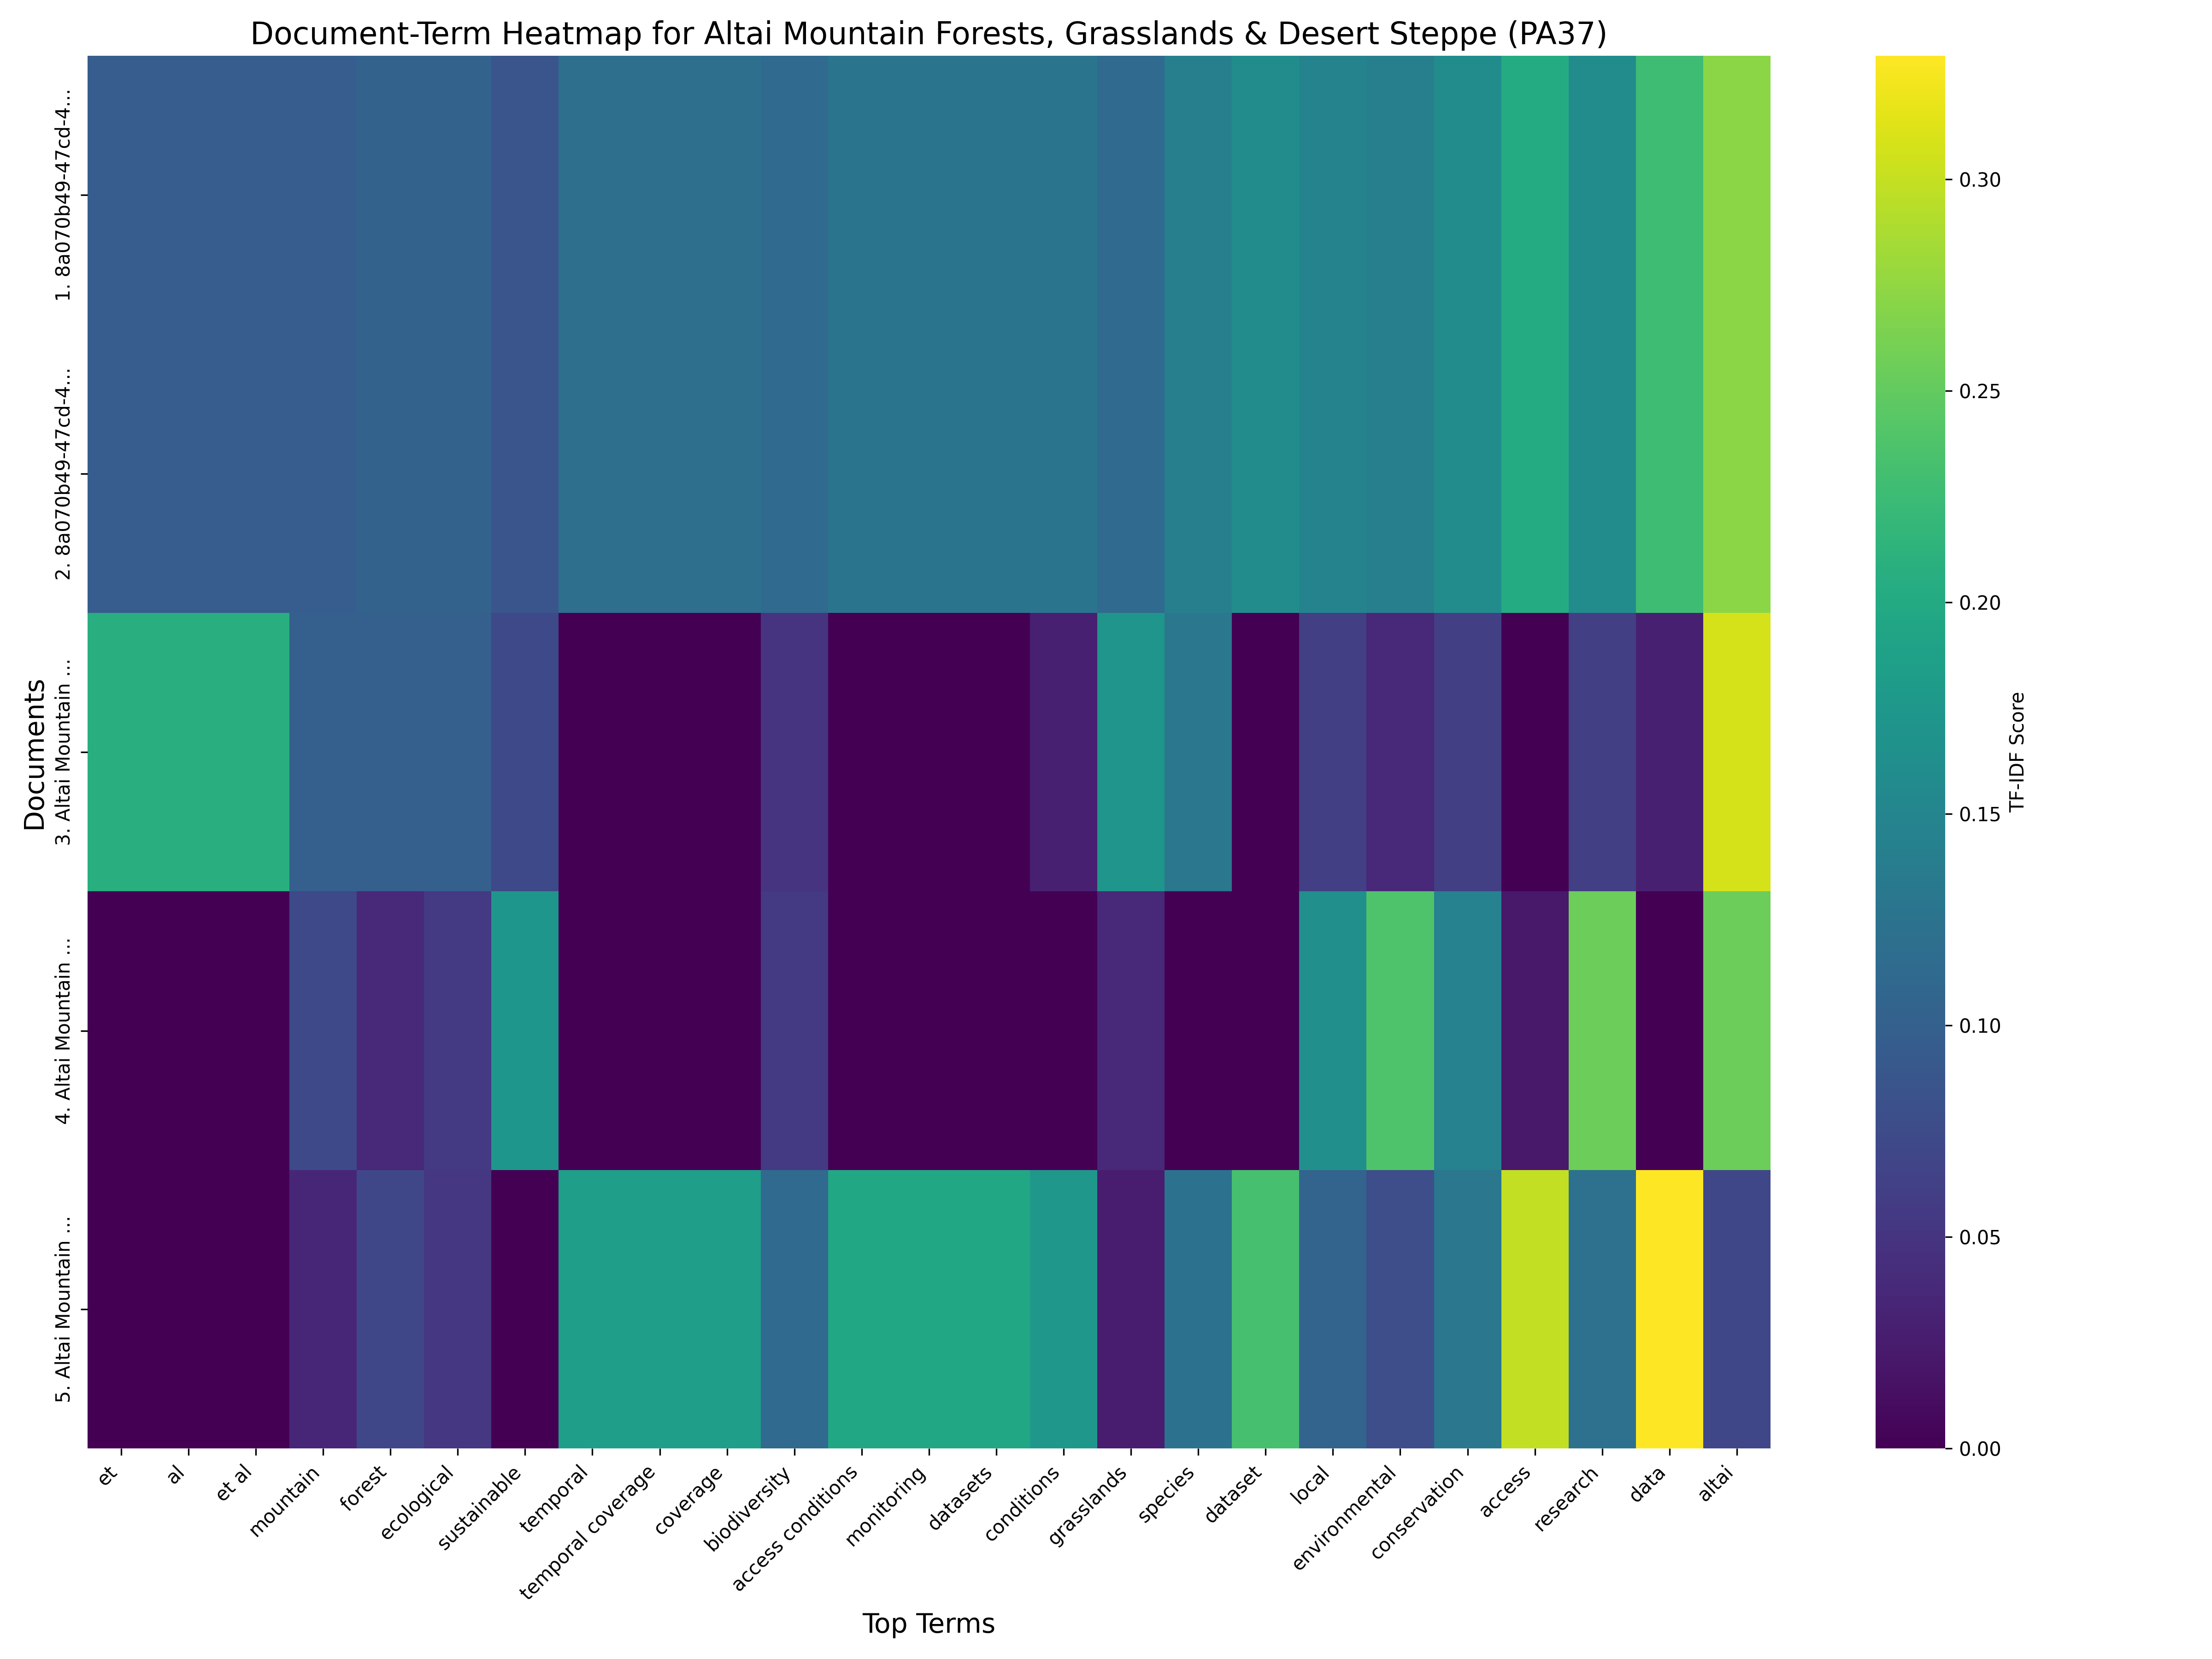 Document-Term Heatmap for Altai Mountain Forests, Grasslands & Desert Steppe (PA37)
Documents
1. 8a070b49-47cd-4...
2. 8a070b49-47cd-4...
3. Altai Mountain ...
4. Altai Mountain ...
5. Altai Mountain ...
et
al
et al
mountain
forest
ecological
sustainable
temporal
temporal coverage
coverage
biodiversity
access conditions
monitoring
datasets
conditions
grasslands
species
dataset
local
environmental
conservation
access
research
data
altai
Top Terms
0.30
0.25
0.20
0.15
0.10
0.05
0.00
TF-IDF Score